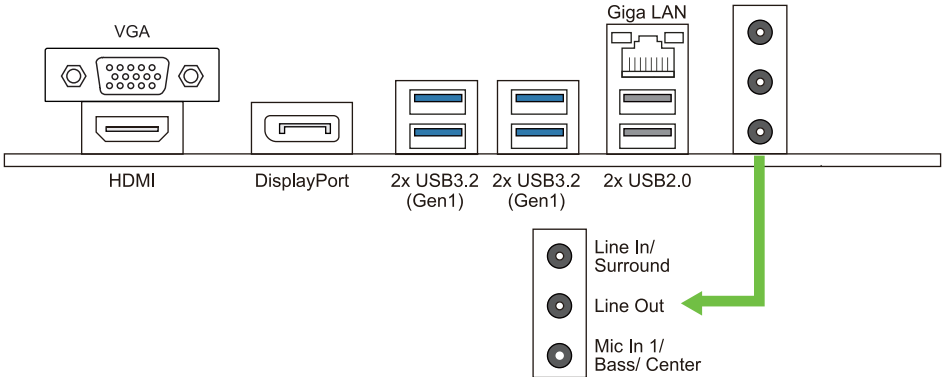 Giga LAN
VGA
HDMI
DisplayPort
2x USB3.2
(Gen1)
2x USB3.2
(Gen1)
2x USB2.0
Line In/
Surround
Line Out
Mic In 1/
Bass/ Center